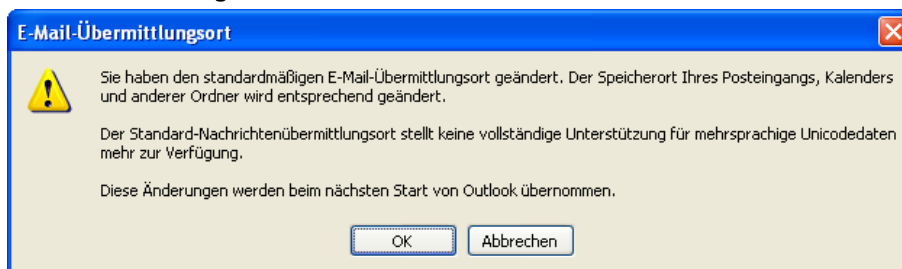 E-Mail-Übermittlungsort
Sie haben den standardmäßigen E-Mail-Übermittlungsort geändert. Der Speicherort Ihres Posteingangs, Kalenders
und anderer Ordner wird entsprechend geändert.
Der Standard-Nachrichtenübermittlungsort stellt keine vollständige Unterstützung für mehrsprachige Unicodedaten
mehr zur Verfügung.
Diese Änderungen werden beim nächsten Start von Outlook übernommen.
OK Abbrechen